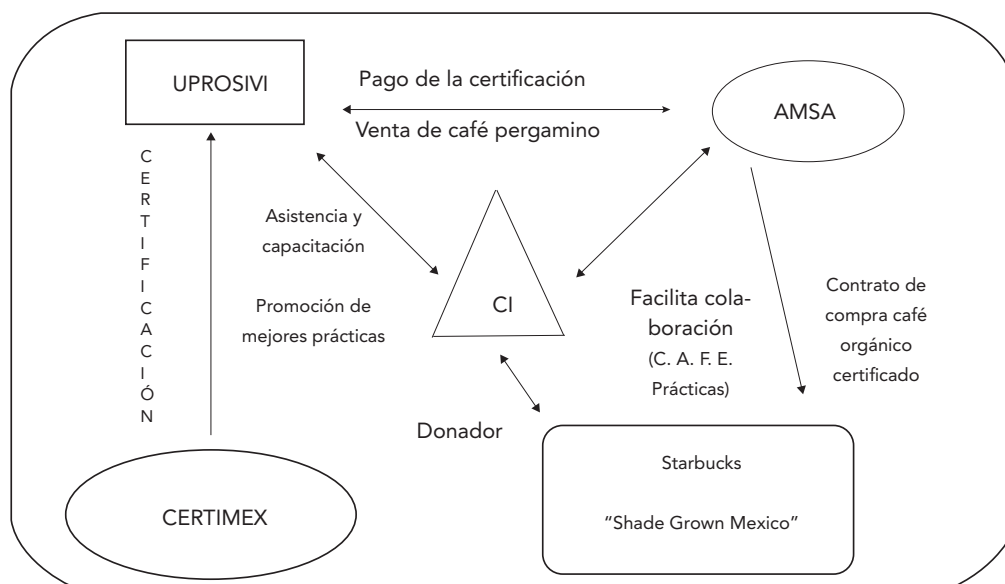 UPROSIVI
Pago de la certificación
Venta de café pergamino
AMSA
CERTIFICACIÓN
Asistencia y
capacitación
Promoción de
mejores prácticas
CI
Facilita cola-
boración
(C. A. F. E.
Prácticas)
Contrato de
compra café
orgánico
certificado
Donador
CERTIMEX
Starbucks
“Shade Grown Mexico”